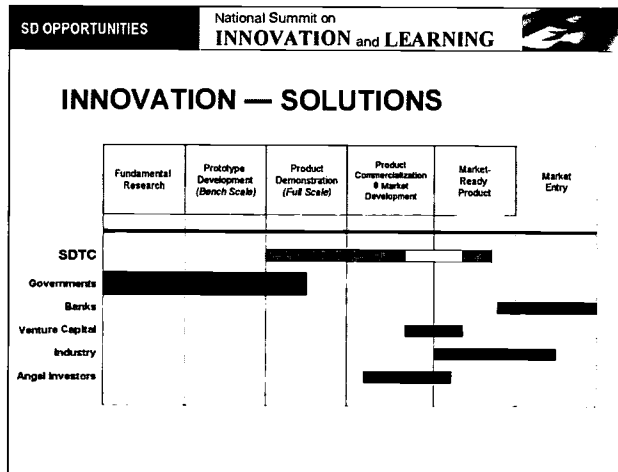 SD OPPORTUNITIES
National Summit on
INNOVATION and LEARNING
INNOVATION — SOLUTIONS
Fundamental
Research
Prototype
Development
(Bench Scale)
Product
Demonstration
(Full Scale)
Product
Commercialization
& Market
Development
Market-
Ready
Product
Market
Entry
SDTC
Governments
Banks
Venture Capital
Industry
Angel Investors